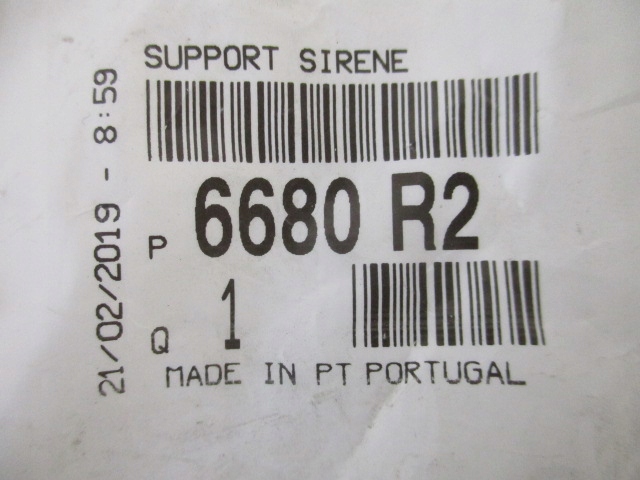 SUPPORT SIRENE
P 6680 R2
Q 1
MADE IN PT PORTUGAL
21/02/2019 - 8:59